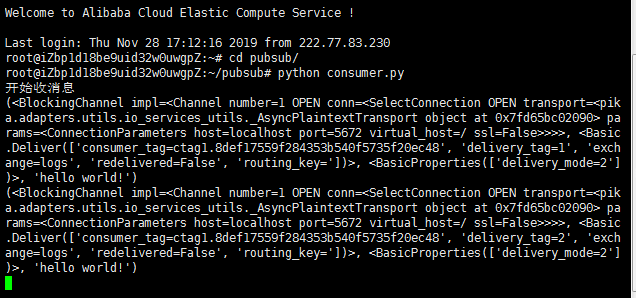 Welcome to Alibaba Cloud Elastic Compute Service !
Last login: Thu Nov 28 17:12:16 2019 from 222.77.83.230
root@iZbp1d18be9uid32w0uwgpZ:~# cd pubsub/
root@iZbp1d18be9uid32w0uwgpZ:~/pubsub# python consumer.py
开始收消息
(<BlockingChannel impl=<Channel number=1 OPEN conn=<SelectConnection OPEN transport=<pik
a.adapters.utils.io_services_utils._AsyncPlaintextTransport object at 0x7fd65bc02090> pa
rams=<ConnectionParameters host=localhost port=5672 virtual_host=/ ssl=False>>>>, <Basic
.Deliver(['consumer_tag=ctag1.8def17559f284353b540f5735f20ec48', 'delivery_tag=1', 'exch
ange=logs', 'redelivered=False', 'routing_key='])>, <BasicProperties(['delivery_mode=2']
)>, 'hello world!')
(<BlockingChannel impl=<Channel number=1 OPEN conn=<SelectConnection OPEN transport=<pik
a.adapters.utils.io_services_utils._AsyncPlaintextTransport object at 0x7fd65bc02090> pa
rams=<ConnectionParameters host=localhost port=5672 virtual_host=/ ssl=False>>>>, <Basic
.Deliver(['consumer_tag=ctag1.8def17559f284353b540f5735f20ec48', 'delivery_tag=2', 'exch
ange=logs', 'redelivered=False', 'routing_key='])>, <BasicProperties(['delivery_mode=2']
)>, 'hello world!')